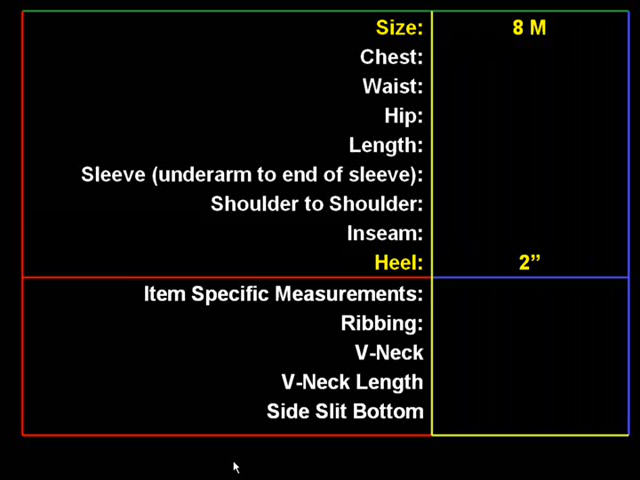 Size: 8 M
Chest:
Waist:
Hip:
Length:
Sleeve (underarm to end of sleeve):
Shoulder to Shoulder:
Inseam:
Heel: 2”
Item Specific Measurements:
Ribbing:
V-Neck
V-Neck Length
Side Slit Bottom